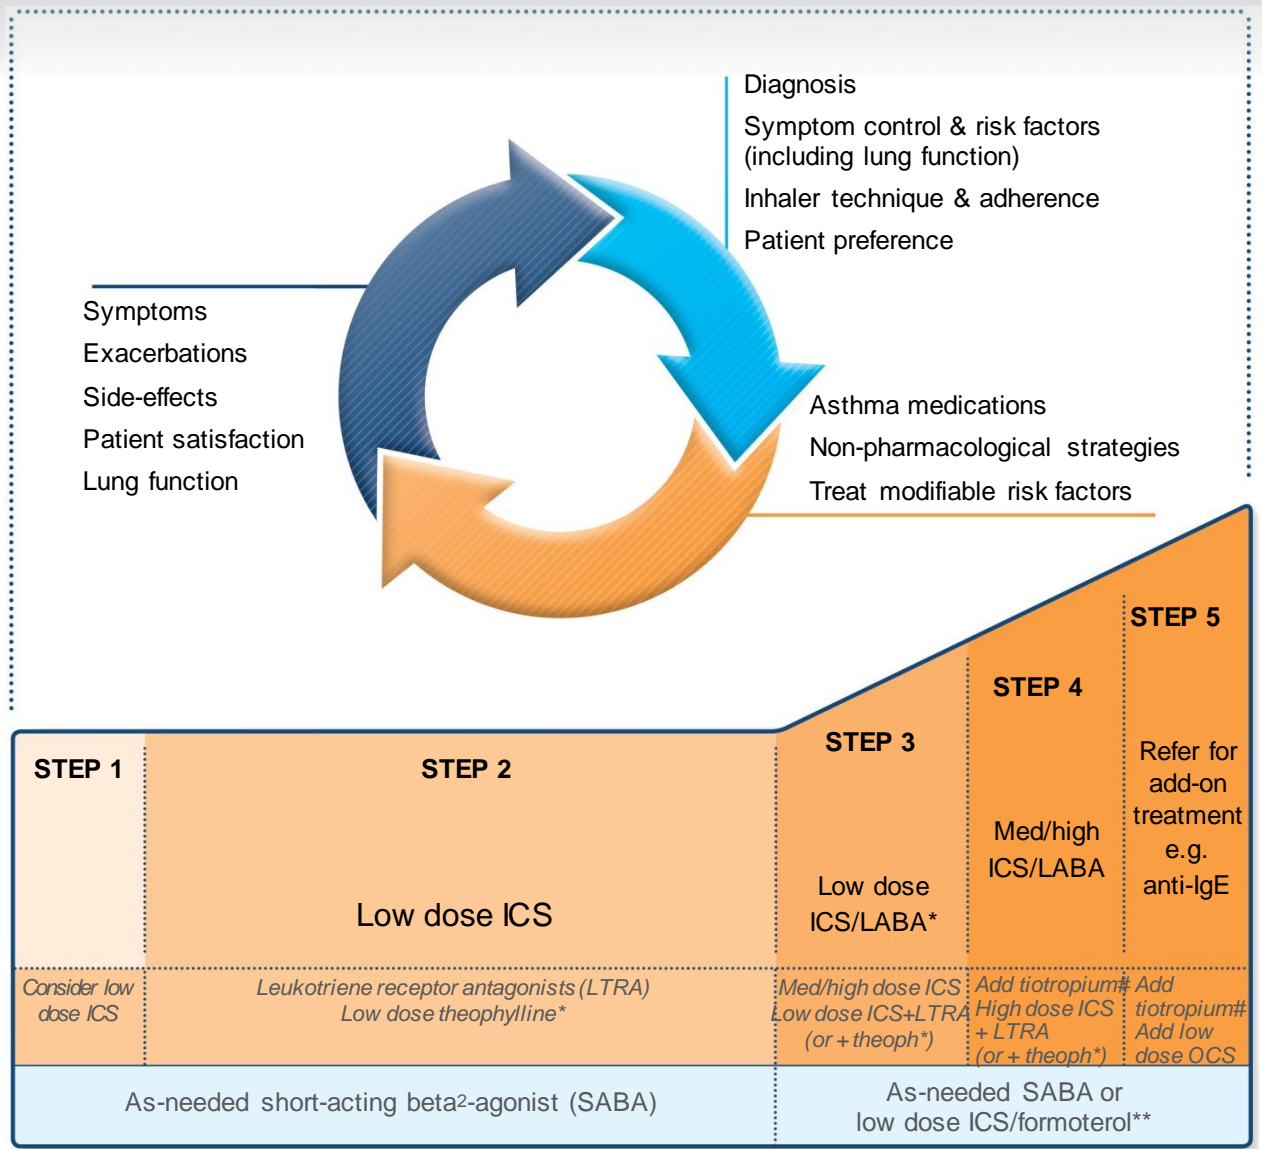 Diagnosis
Symptom control & risk factors
(including lung function)
Inhaler technique & adherence
Patient preference
Symptoms
Exacerbations
Side-effects
Patient satisfaction
Lung function
Asthma medications
Non-pharmacological strategies
Treat modifiable risk factors
STEP 1
STEP 2
Low dose ICS
STEP 3
Low dose
ICS/LABA*
STEP 4
Med/high
ICS/LABA
STEP 5
Refer for
add-on
treatment
e.g.
anti-IgE
Consider low
dose ICS
Leukotriene receptor antagonists (LTRA)
Low dose theophylline*
Med/high dose ICS
Low dose ICS+LTRA
(or + theoph*)
Add tiotropium#
High dose ICS
+ LTRA
(or + theoph*)
Add
tiotropium#
Add low
dose OCS
As-needed short-acting beta2-agonist (SABA)
As-needed SABA or
low dose ICS/formoterol**